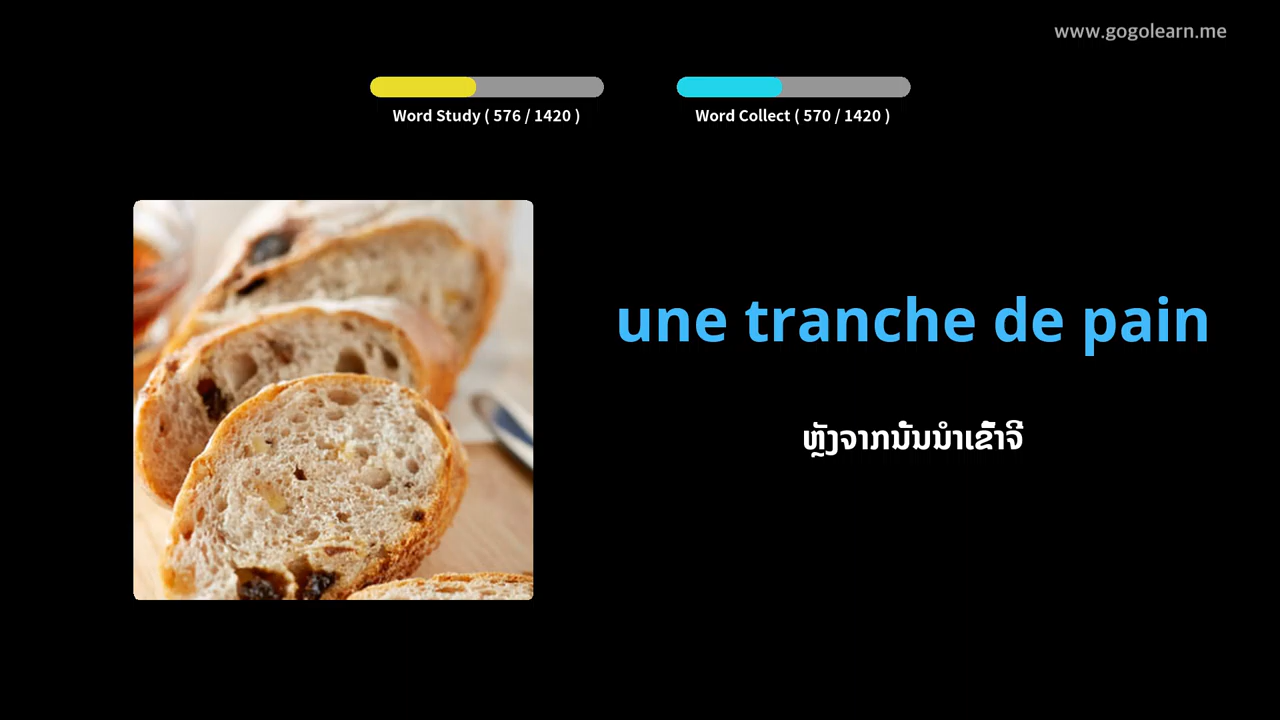 www.gogolearn.me
Word Study ( 576 / 1420 )
Word Collect ( 570 / 1420 )
une tranche de pain
ຫຼັງຈາກນັ້ນນຳເຂົ້າຈີ່